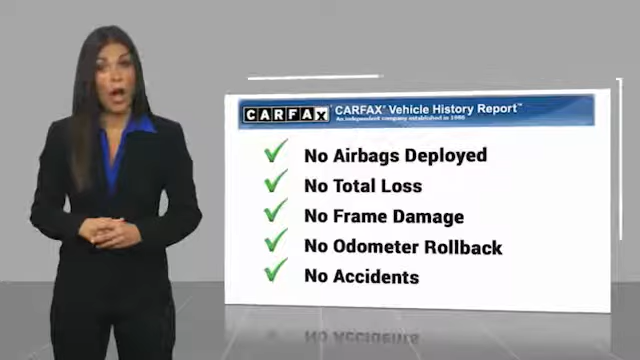 CARFAX CARFAX Vehicle History Report™
An independent company established in 1986
No Airbags Deployed
No Total Loss
No Frame Damage
No Odometer Rollback
No Accidents